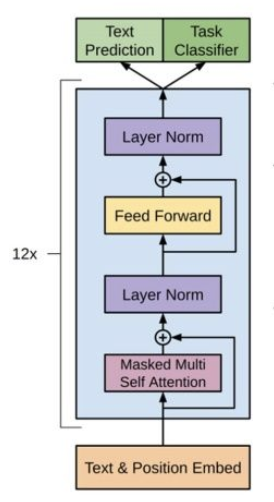 Text
Prediction
Task
Classifier
Layer Norm
Feed Forward
12x
Layer Norm
Masked Multi
Self Attention
Text & Position Embed